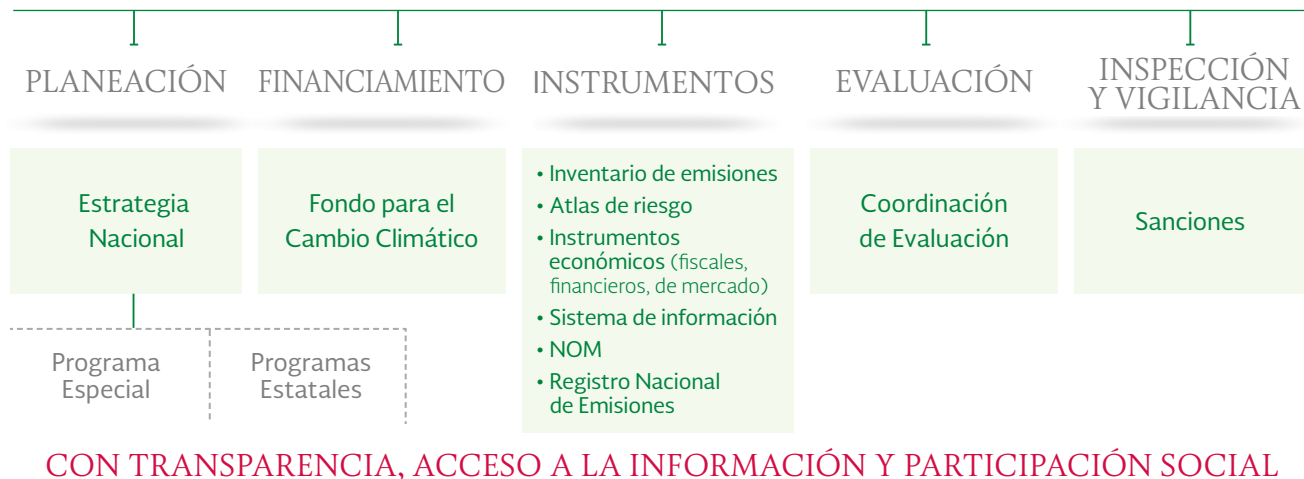 PLANEACIÓN
Estrategia
Nacional
Programa
Especial
Programas
Estatales
FINANCIAMIENTO
Fondo para el
Cambio Climático
INSTRUMENTOS
• Inventario de emisiones
• Atlas de riesgo
• Instrumentos
económicos (fiscales,
financieros, de mercado)
• Sistema de información
• NOM
• Registro Nacional
de Emisiones
EVALUACIÓN
Coordinación
de Evaluación
INSPECCIÓN
Y VIGILANCIA
Sanciones
CON TRANSPARENCIA, ACCESO A LA INFORMACIÓN Y PARTICIPACIÓN SOCIAL